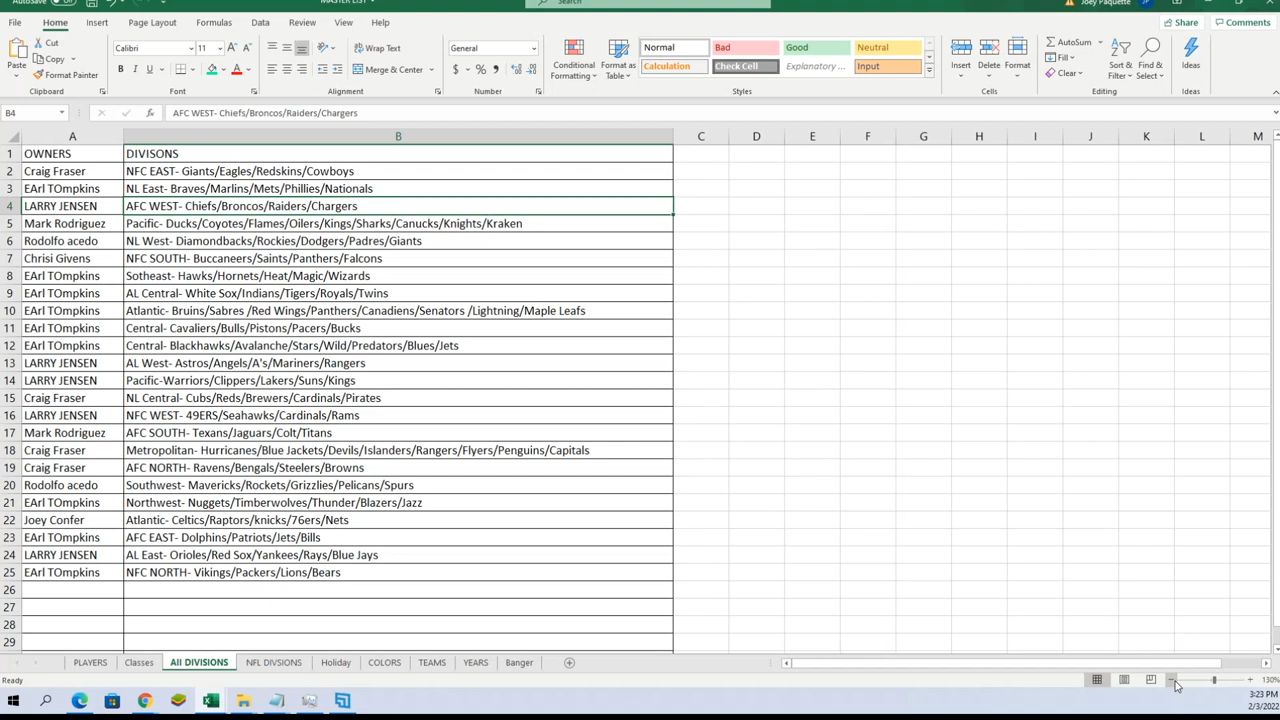 AutoSave
MASTER LIST
Search
Joey Paquette JP
File Home Insert Page Layout Formulas Data Review View Help
Share Comments
Cut
Copy
Format Painter
Paste
Clipboard
Calibri 11
B I U
Font
Wrap Text
Merge & Center
Alignment
General
$ % ,
Number
Conditional Formatting
Format as Table
Normal Bad Good Neutral
Calculation Check Cell Explanatory ... Input
Styles
Insert Delete Format
Cells
AutoSum
Fill
Clear
Sort & Filter
Find & Select
Editing
Ideas
Ideas
B4 fx AFC WEST- Chiefs/Broncos/Raiders/Chargers
A B C D E F G H I J K L M
1 OWNERS DIVISONS
2 Craig Fraser NFC EAST- Giants/Eagles/Redskins/Cowboys
3 EArl TOmpkins NL East- Braves/Marlins/Mets/Phillies/Nationals
4 LARRY JENSEN AFC WEST- Chiefs/Broncos/Raiders/Chargers
5 Mark Rodriguez Pacific- Ducks/Coyotes/Flames/Oilers/Kings/Sharks/Canucks/Knights/Kraken
6 Rodolfo acedo NL West- Diamondbacks/Rockies/Dodgers/Padres/Giants
7 Chrisi Givens NFC SOUTH- Buccaneers/Saints/Panthers/Falcons
8 EArl TOmpkins Sotheast- Hawks/Hornets/Heat/Magic/Wizards
9 EArl TOmpkins AL Central- White Sox/Indians/Tigers/Royals/Twins
10 EArl TOmpkins Atlantic- Bruins/Sabres /Red Wings/Panthers/Canadiens/Senators /Lightning/Maple Leafs
11 EArl TOmpkins Central- Cavaliers/Bulls/Pistons/Pacers/Bucks
12 EArl TOmpkins Central- Blackhawks/Avalanche/Stars/Wild/Predators/Blues/Jets
13 LARRY JENSEN AL West- Astros/Angels/A's/Mariners/Rangers
14 LARRY JENSEN Pacific-Warriors/Clippers/Lakers/Suns/Kings
15 Craig Fraser NL Central- Cubs/Reds/Brewers/Cardinals/Pirates
16 LARRY JENSEN NFC WEST- 49ERS/Seahawks/Cardinals/Rams
17 Mark Rodriguez AFC SOUTH- Texans/Jaguars/Colt/Titans
18 Craig Fraser Metropolitan- Hurricanes/Blue Jackets/Devils/Islanders/Rangers/Flyers/Penguins/Capitals
19 Craig Fraser AFC NORTH- Ravens/Bengals/Steelers/Browns
20 Rodolfo acedo Southwest- Mavericks/Rockets/Grizzlies/Pelicans/Spurs
21 EArl TOmpkins Northwest- Nuggets/Timberwolves/Thunder/Blazers/Jazz
22 Joey Confer Atlantic- Celtics/Raptors/knicks/76ers/Nets
23 EArl TOmpkins AFC EAST- Dolphins/Patriots/Jets/Bills
24 LARRY JENSEN AL East- Orioles/Red Sox/Yankees/Rays/Blue Jays
25 EArl TOmpkins NFC NORTH- Vikings/Packers/Lions/Bears
26
27
28
29
PLAYERS Classes All DIVISIONS NFL DIVSIONS Holiday COLORS TEAMS YEARS Banger
Ready
130%
3:23 PM
2/3/2022